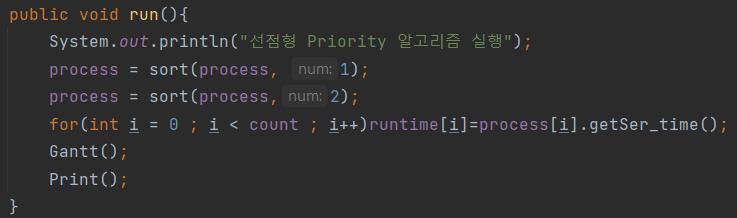 public void run(){
System.out.println("선점형 Priority 알고리즘 실행");
process = sort(process, num: 1);
process = sort(process, num: 2);
for(int i = 0 ; i < count ; i++)runtime[i]=process[i].getSer_time();
Gantt();
Print();
}